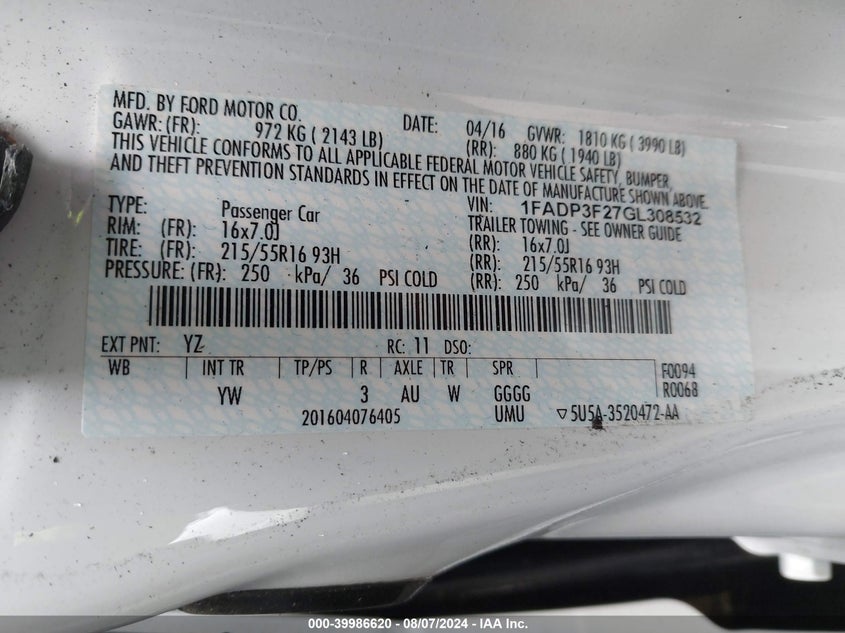 MFD. BY FORD MOTOR CO. DATE: 04/16 GVWR: 1810 KG ( 3990 LB)
GAWR: (FR): 972 KG ( 2143 LB) (RR): 880 KG ( 1940 LB)
THIS VEHICLE CONFORMS TO ALL APPLICABLE FEDERAL MOTOR VEHICLE SAFETY, BUMPER,
AND THEFT PREVENTION STANDARDS IN EFFECT ON THE DATE OF MANUFACTURE SHOWN ABOVE.
VIN: 1FADP3F27GL308532
TYPE: Passenger Car TRAILER TOWING - SEE OWNER GUIDE
RIM: (FR): 16x7.0J (RR): 16x7.0J
TIRE: (FR): 215/55R16 93H (RR): 215/55R16 93H
PRESSURE: (FR): 250 kPa/ 36 PSI COLD (RR): 250 kPa/ 36 PSI COLD
EXT PNT: YZ RC: 11 DSO:
WB INT TR TP/PS R AXLE TR SPR F0094
YW 3 AU W GGGG R0068
201604076405 UMU ▽5U5A-3520472-AA
000-39986620 - 08/07/2024 - IAA Inc.